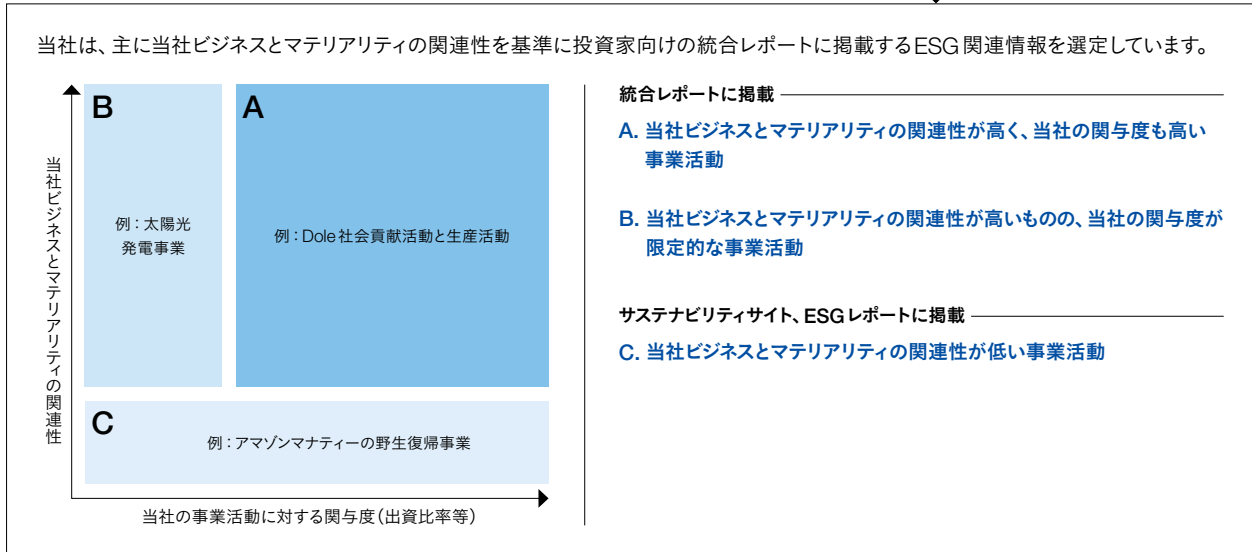 当社は、主に当社ビジネスとマテリアリティの関連性を基準に投資家向けの統合レポートに掲載するESG関連情報を選定しています。
当社ビジネスとマテリアリティの関連性
B
例：太陽光
発電事業
A
例：Dole社会貢献活動と生産活動
C
例：アマゾンマナティーの野生復帰事業
当社の事業活動に対する関与度（出資比率等）
統合レポートに掲載
A. 当社ビジネスとマテリアリティの関連性が高く、当社の関与度も高い
事業活動
B. 当社ビジネスとマテリアリティの関連性が高いものの、当社の関与度が
限定的な事業活動
サステナビリティサイト、ESGレポートに掲載
C. 当社ビジネスとマテリアリティの関連性が低い事業活動